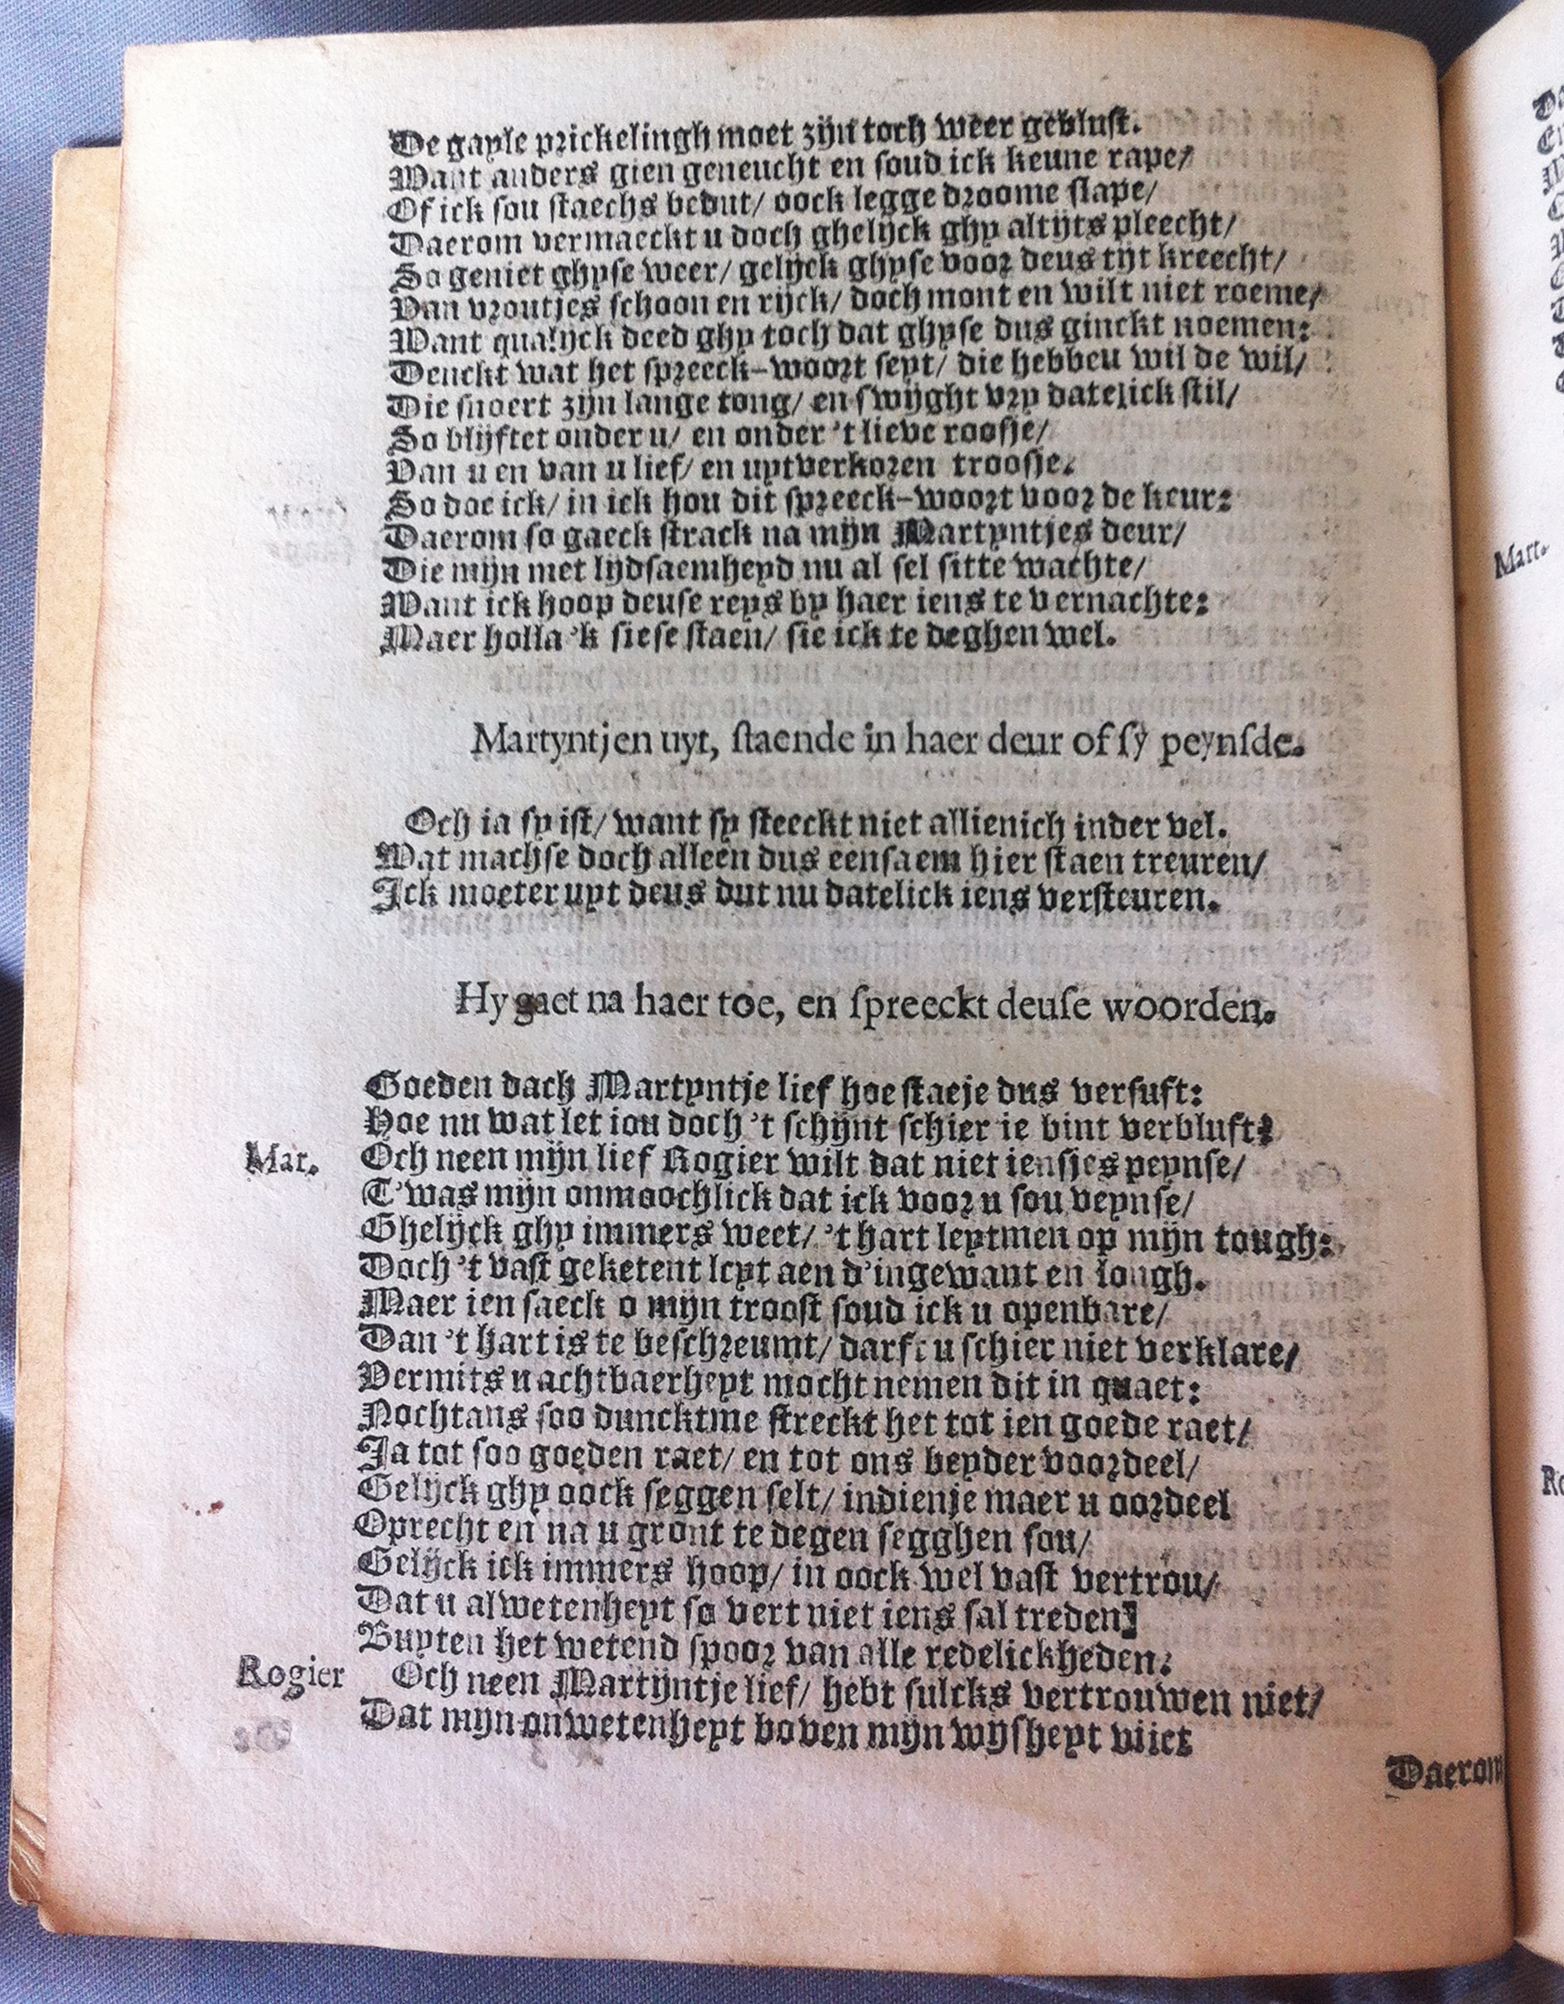 De gayle prickelingh moet zijn toch weer geblust.
Want anders gien geneucht en soud ick keune rape/
Of ick sou staechs bedut/ oock legge droome slape/
Daerom vermaeckt u doch ghelijck ghy altijts pleecht/
So geniet ghyse weer/ gelijck ghyse voor deus tijt kreecht/
Van vroutjes schoon en rijck/ doch mont en wilt niet roeme/
Want qualijck deed ghy toch dat ghyse dus ginckt noemen:
Denckt wat het spreeck-woort seyt/ die hebben wil de wil/
Die snoert zijn lange tong/ en swijght vry datelick stil/
So blijftet onder u/ en onder 't lieve roosje/
Van u en van u lief/ en uytverkoren troosje.
So doe ick/ in ick hou dit spreeck-woort voor de keur:
Daerom so gaeck strack na mijn Martyntjes deur/
Die mijn met lijdsaemheyd nu al sel sitte wachte/
Want ick hoop deuse reys by haer iens te vernachte:
Maer holla 'k siese staen/ sie ick te deghen wel.
Martyntjen uyt, staende in haer deur of sy peynsde.
Och ia sy ist/ want sy steeckt niet allienich inder vel.
Wat machse doch alleen dus eensaem hier staen treuren/
Ick moeter uyt deus dut nu datelick iens versteuren.
Hy gaet na haer toe, en spreeckt deuse woorden.
Goeden dach Martyntje lief hoe staeje dus versuft:
Hoe nu wat let iou doch 't schijnt schier ie bint verbluft?
Mar. Och neen mijn lief Rogier wilt dat niet iensjes peynse/
T'was mijn onmoochlick dat ick voor u sou veynse/
Ghelijck ghy immers weet/ 't hart leytmen op mijn tongh:
Doch 't vast geketent leyt aen d'ingewant en longh.
Maer ien saeck o mijn troost soud ick u openbare/
Dan 't hart is te beschreumt/ darft u schier niet verklare/
Vermits u achtbaerheyt mocht nemen dit in quaet:
Nochtans soo duncktme streckt het tot ien goede raet/
Ja tot soo goeden raet/ en tot ons beyder voordeel/
Gelijck ghy oock seggen selt/ indienje maer u oordeel
Oprecht en na u gront te degen segghen sou/
Gelijck ick immers hoop/ in oock wel vast vertrou/
Dat u alwetenheyt so vert niet iens sal treden]
Buyten het wetend spoor van alle redelickheden.
Rogier Och neen Martijntje lief/ hebt sulcks vertrouwen niet/
Dat mijn onwetenheyt boven mijn wysheyt vliet
Daerom
Mart.